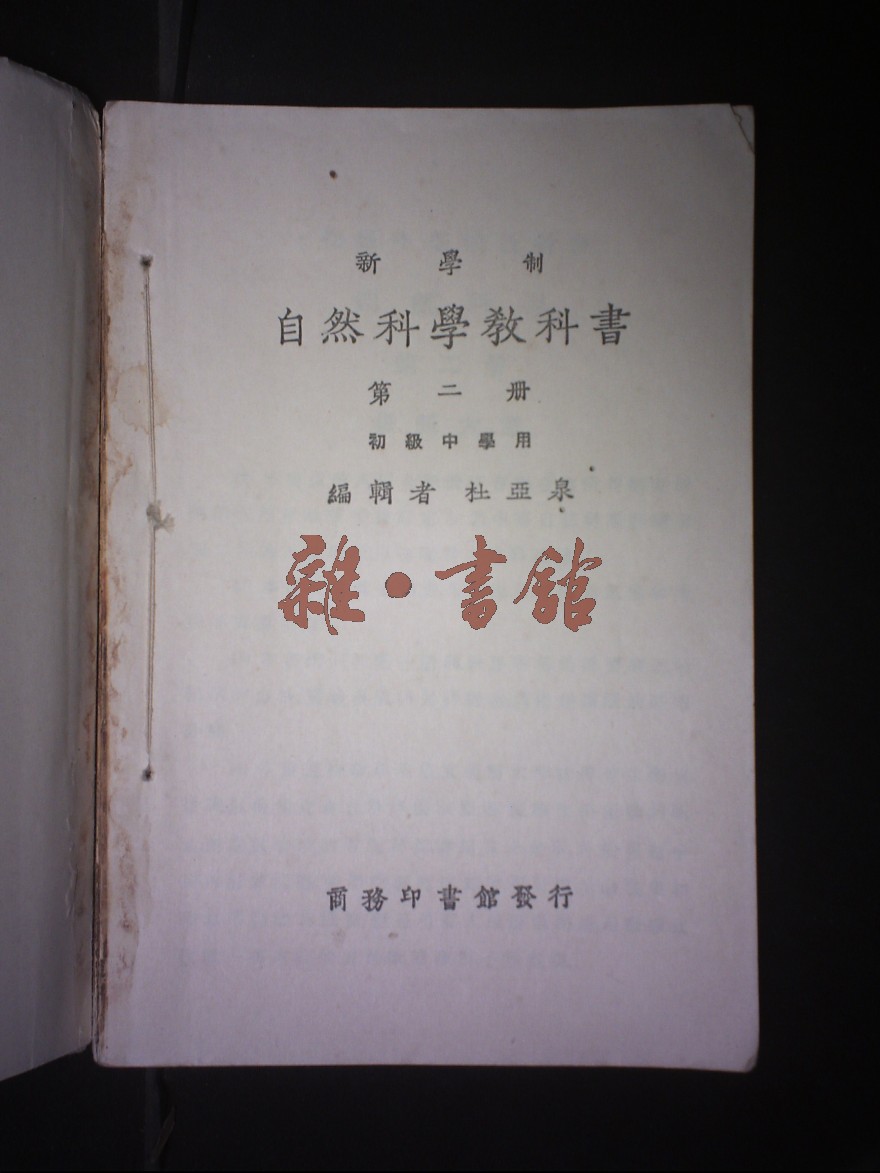 新學制
自然科學教科書
第二册
初級中學用
編輯者 杜亞泉
雜·書館
商務印書館發行